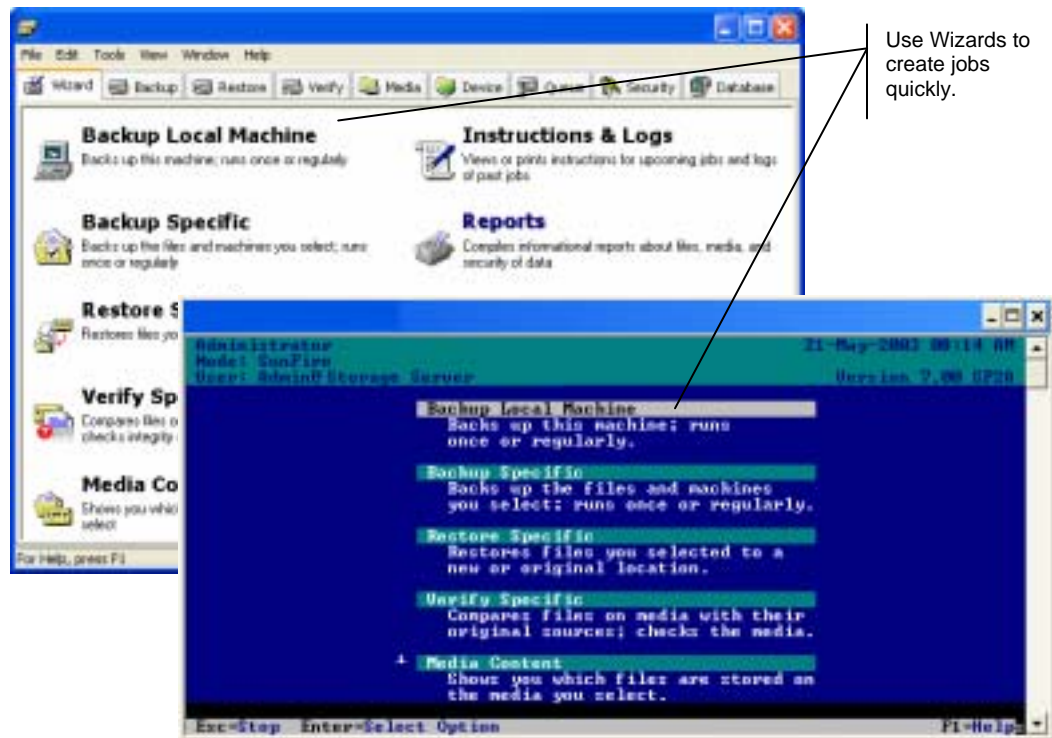 Use Wizards to
create jobs
quickly.
File Edit Tools View Window Help
Wizard Backup Restore Verify Media Device Queue Security Database
Backup Local Machine
Backs up this machine; runs once or regularly
Instructions & Logs
Views or prints instructions for upcoming jobs and logs
of past jobs
Backup Specific
Backs up the files and machines you select; runs
once or regularly
Reports
Compiles informational reports about files, media, and
security of data
Restore S
Restores files yo
Verify Sp
Compares files o
checks integrity
Media Co
Shows you whic
select
For Help, press F1
Administrator
Node: SunFire
User: Admin@Storage Server
21-May-2003 08:14 AM
Version 7.00 SP20
Backup Local Machine
Backs up this machine; runs
once or regularly.
Backup Specific
Backs up the files and machines
you select; runs once or regularly.
Restore Specific
Restores files you selected to a
new or original location.
Verify Specific
Compares files on media with their
original sources; checks the media.
Media Content
Shows you which files are stored on
the media you select.
Esc=Stop Enter=Select Option
F1=Help